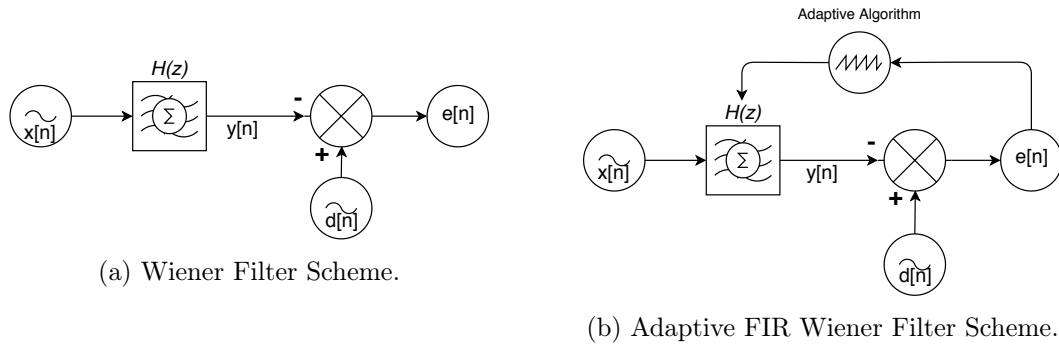 H(z)
x[n]
Σ
y[n]
-
+
e[n]
d[n]
(a) Wiener Filter Scheme.
Adaptive Algorithm
H(z)
x[n]
Σ
y[n]
-
+
e[n]
d[n]
(b) Adaptive FIR Wiener Filter Scheme.